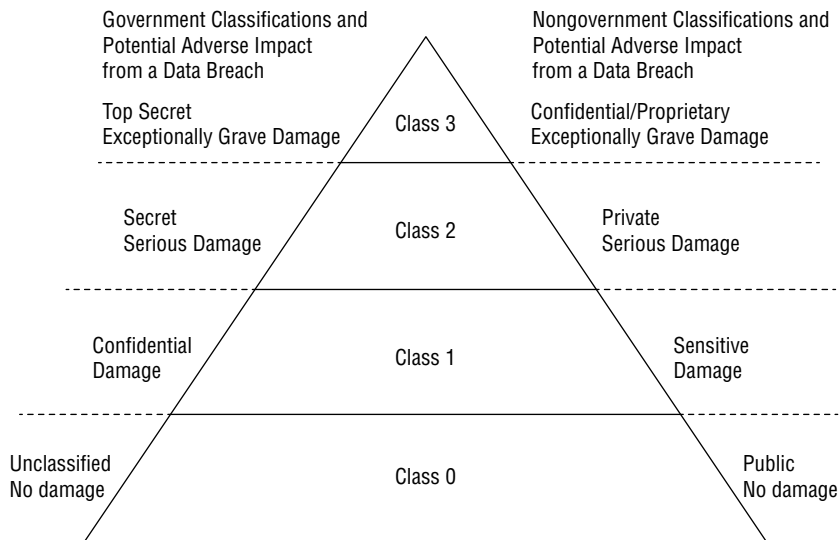 Government Classifications and
Potential Adverse Impact
from a Data Breach
Nongovernment Classifications and
Potential Adverse Impact
from a Data Breach
Top Secret
Exceptionally Grave Damage
Class 3
Confidential/Proprietary
Exceptionally Grave Damage
Secret
Serious Damage
Class 2
Private
Serious Damage
Confidential
Damage
Class 1
Sensitive
Damage
Unclassified
No damage
Class 0
Public
No damage